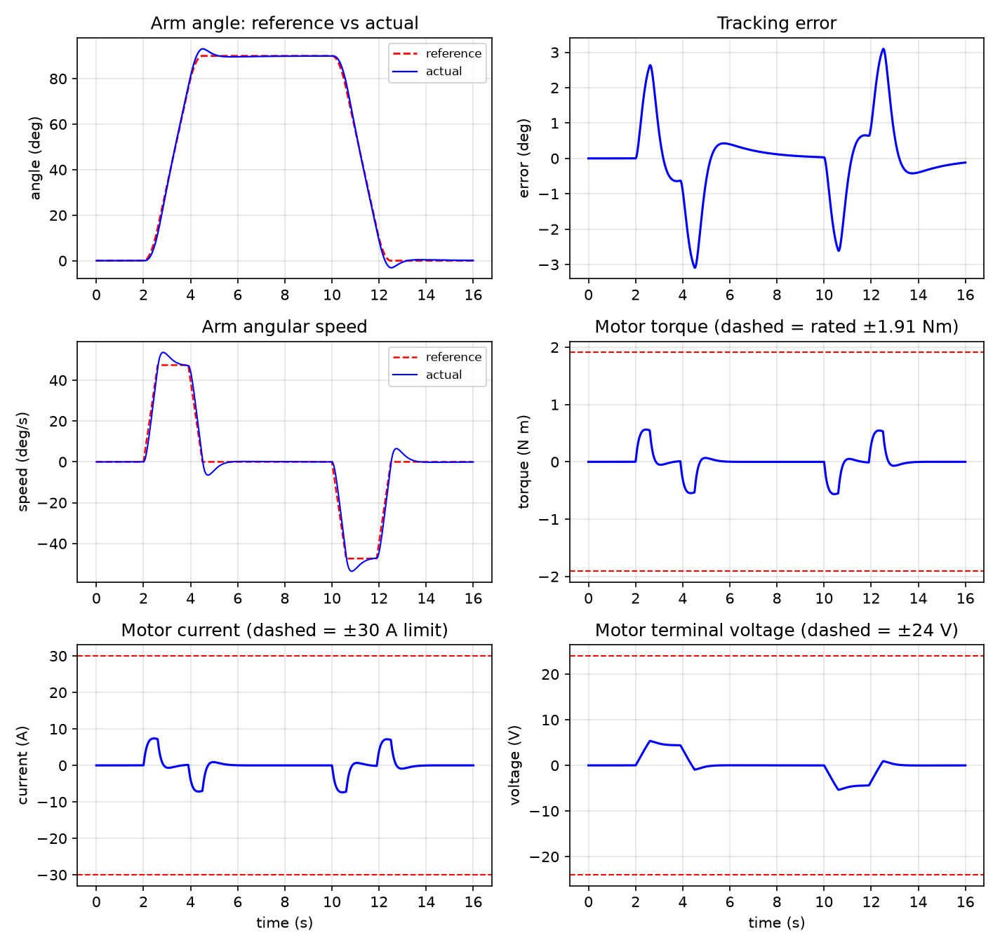 Arm angle: reference vs actual
angle (deg)
80
60
40
20
0
reference
actual
0 2 4 6 8 10 12 14 16
Tracking error
error (deg)
3
2
1
0
−1
−2
−3
0 2 4 6 8 10 12 14 16
Arm angular speed
speed (deg/s)
40
20
0
−20
−40
reference
actual
0 2 4 6 8 10 12 14 16
Motor torque (dashed = rated ±1.91 Nm)
torque (N m)
2
1
0
−1
−2
0 2 4 6 8 10 12 14 16
Motor current (dashed = ±30 A limit)
current (A)
30
20
10
0
−10
−20
−30
0 2 4 6 8 10 12 14 16
time (s)
Motor terminal voltage (dashed = ±24 V)
voltage (V)
20
10
0
−10
−20
0 2 4 6 8 10 12 14 16
time (s)